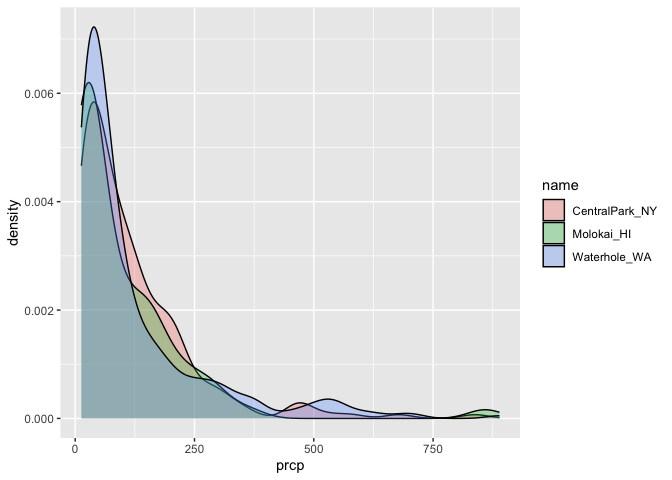 0.006
0.004
0.002
0.000
density
0
250
500
750
prcp
name
CentralPark_NY
Molokai_HI
Waterhole_WA